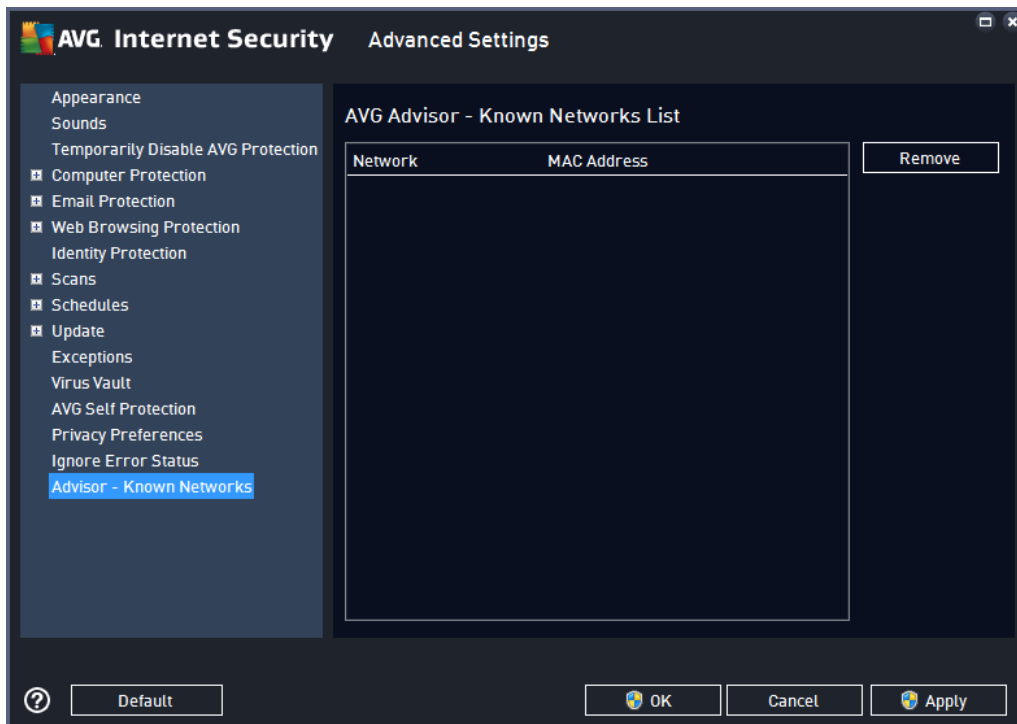 AVG. Internet Security Advanced Settings
Appearance
Sounds
Temporarily Disable AVG Protection
Computer Protection
Email Protection
Web Browsing Protection
Identity Protection
Scans
Schedules
Update
Exceptions
Virus Vault
AVG Self Protection
Privacy Preferences
Ignore Error Status
Advisor - Known Networks
AVG Advisor - Known Networks List
Network MAC Address
Remove
? Default OK Cancel Apply